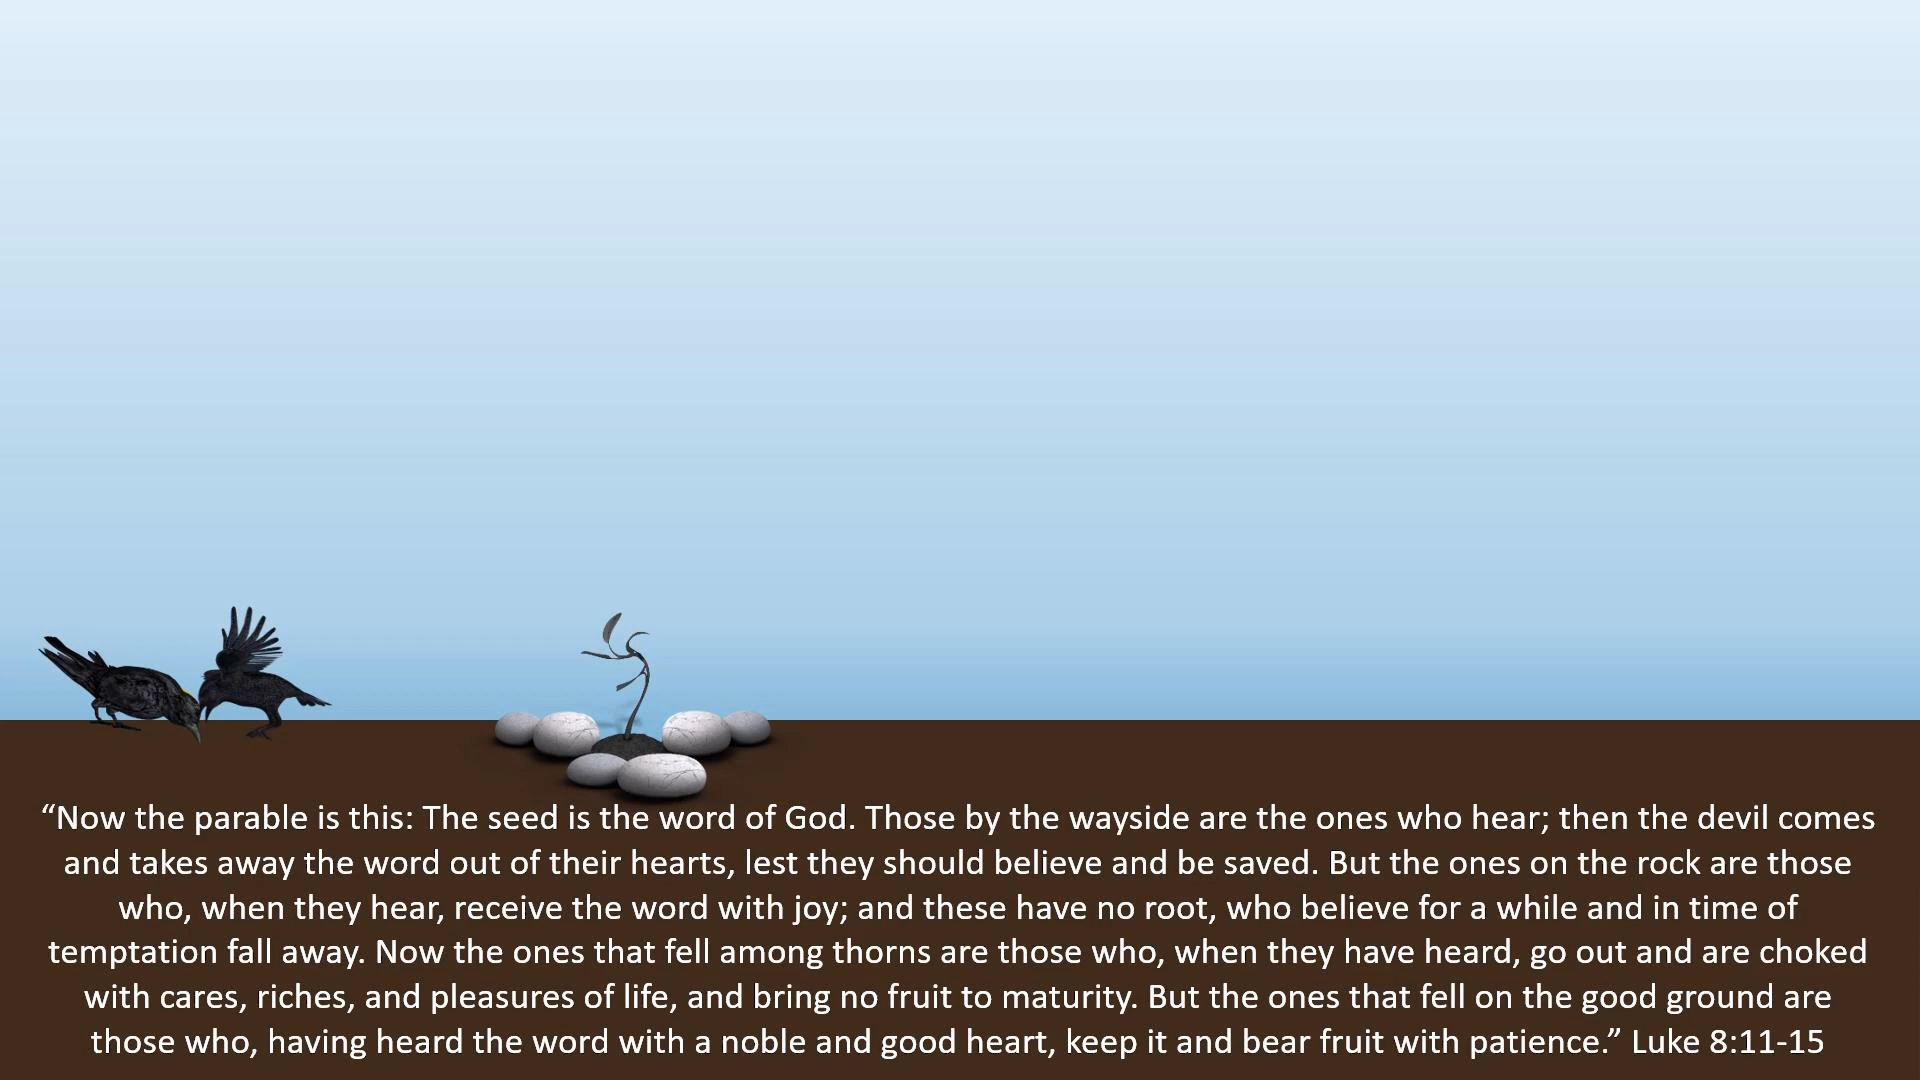 “Now the parable is this: The seed is the word of God. Those by the wayside are the ones who hear; then the devil comes
and takes away the word out of their hearts, lest they should believe and be saved. But the ones on the rock are those
who, when they hear, receive the word with joy; and these have no root, who believe for a while and in time of
temptation fall away. Now the ones that fell among thorns are those who, when they have heard, go out and are choked
with cares, riches, and pleasures of life, and bring no fruit to maturity. But the ones that fell on the good ground are
those who, having heard the word with a noble and good heart, keep it and bear fruit with patience.” Luke 8:11-15